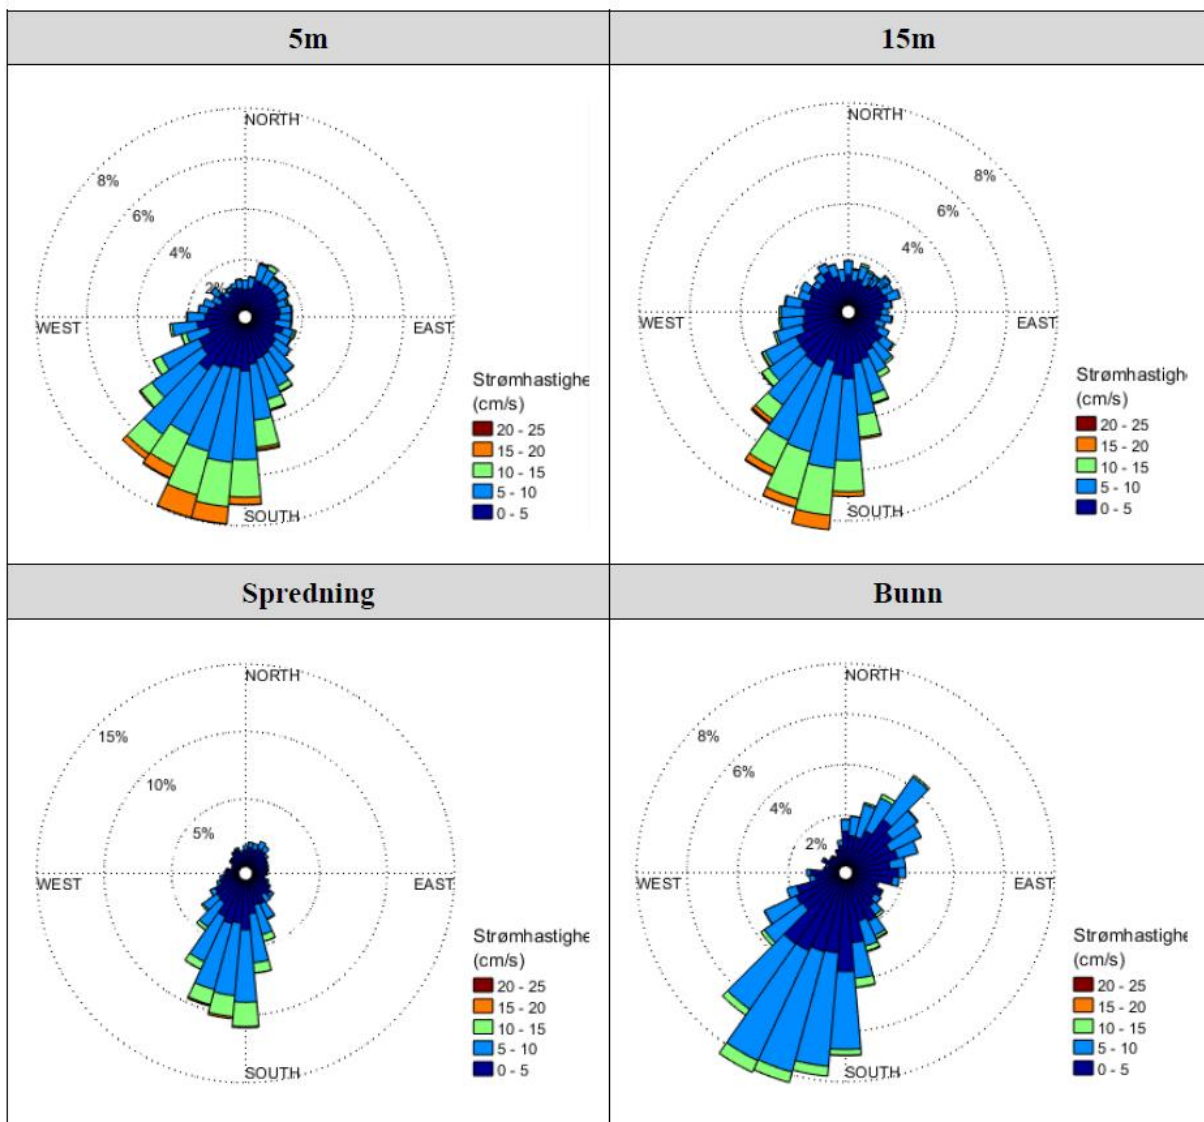 5m
15m
NORTH
8%
6%
4%
2%
WEST
EAST
SOUTH
Strømhastighe
(cm/s)
20 - 25
15 - 20
10 - 15
5 - 10
0 - 5
NORTH
8%
6%
4%
WEST
EAST
SOUTH
Strømhastigh
(cm/s)
20 - 25
15 - 20
10 - 15
5 - 10
0 - 5
Spredning
Bunn
NORTH
15%
10%
5%
WEST
EAST
SOUTH
Strømhastighe
(cm/s)
20 - 25
15 - 20
10 - 15
5 - 10
0 - 5
NORTH
8%
6%
4%
2%
WEST
EAST
SOUTH
Strømhastighe
(cm/s)
20 - 25
15 - 20
10 - 15
5 - 10
0 - 5